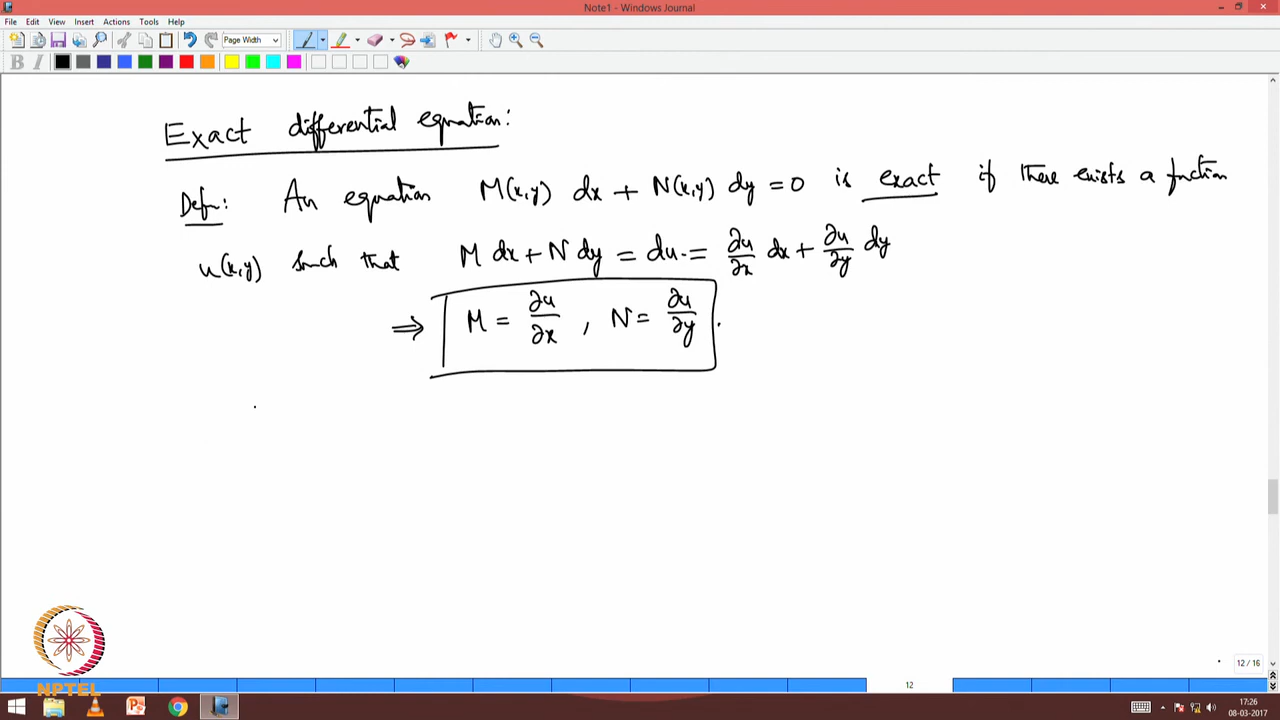 Note1 - Windows Journal
File Edit View Insert Actions Tools Help
Page Width
B I
Exact differential equation:
Defn: An equation M(x,y) dx + N(x,y) dy = 0 is exact if there exists a function
u(x,y) such that M dx + N dy = du = ∂u/∂x dx + ∂u/∂y dy
⇒ M = ∂u/∂x , N = ∂u/∂y .
12 / 16
NPTEL
12
17:26
08-03-2017